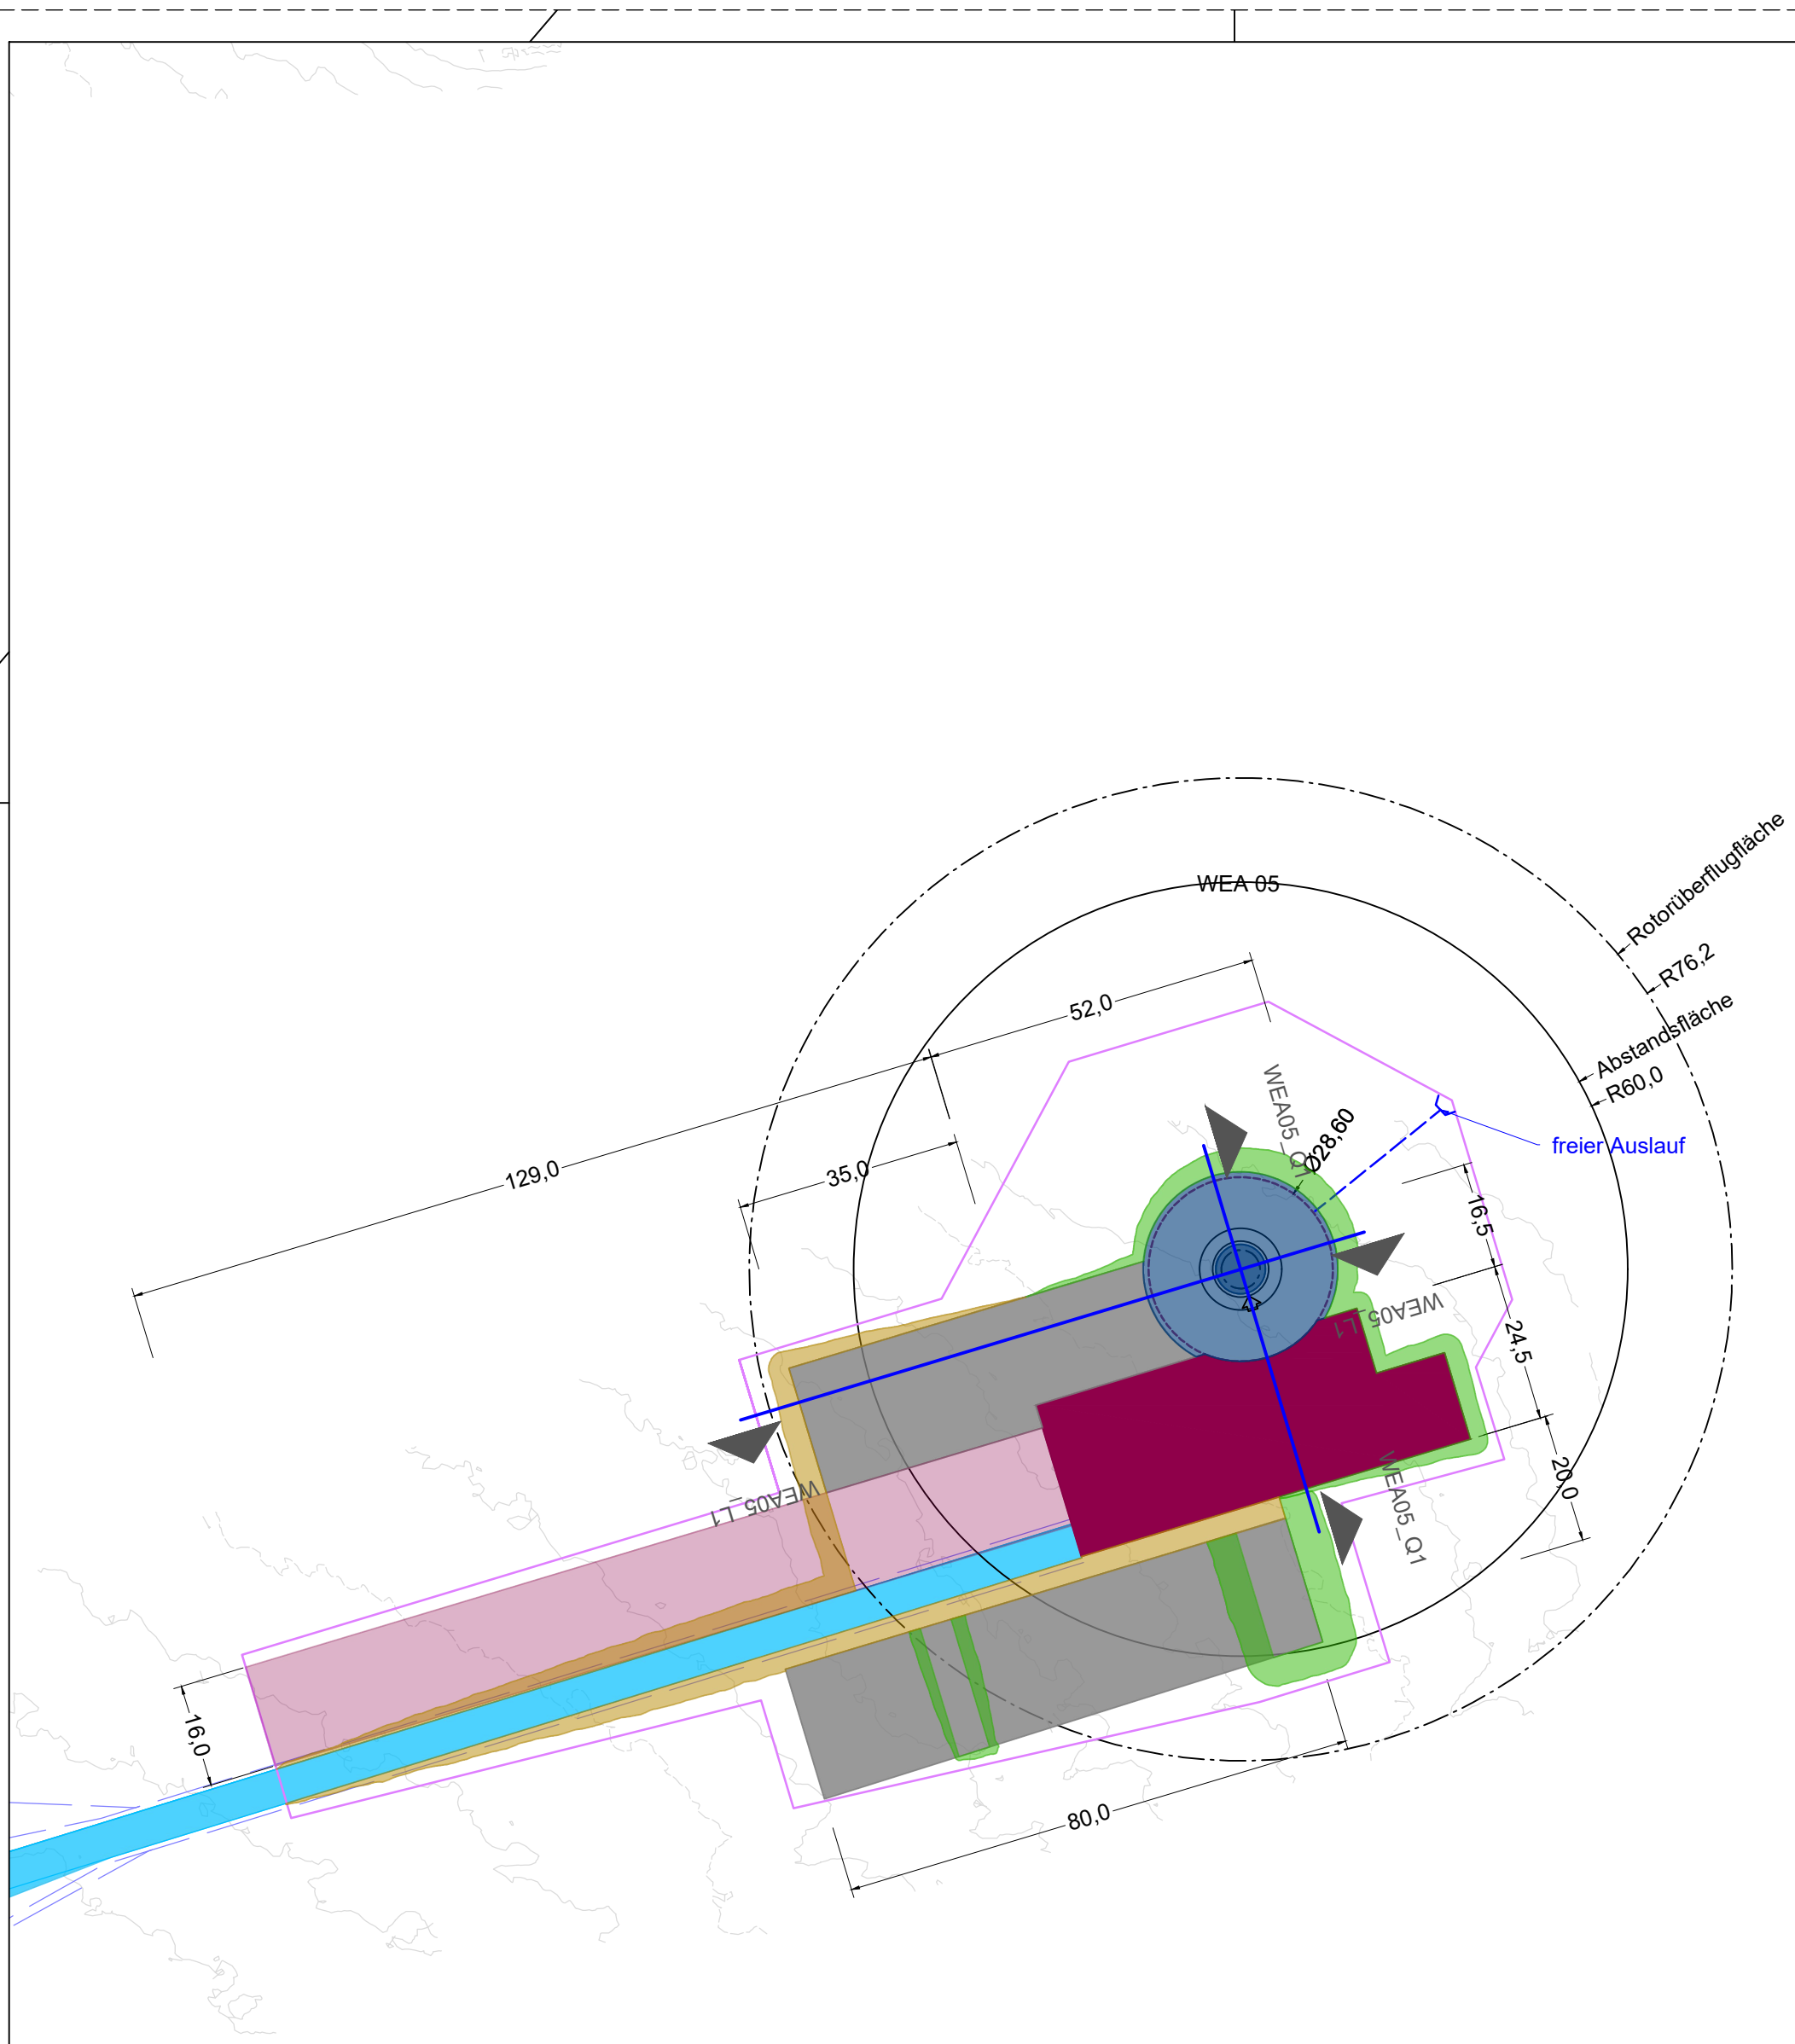 Rotorüberflugfläche
R76,2
WEA 05
Abstandsfläche
R60,0
52,0
WEA05_Q1
Ø28,60
freier Auslauf
129,0
35,0
16,5
WEA05_L1
24,5
WEA05_L1
20,0
WEA05_Q1
16,0
80,0